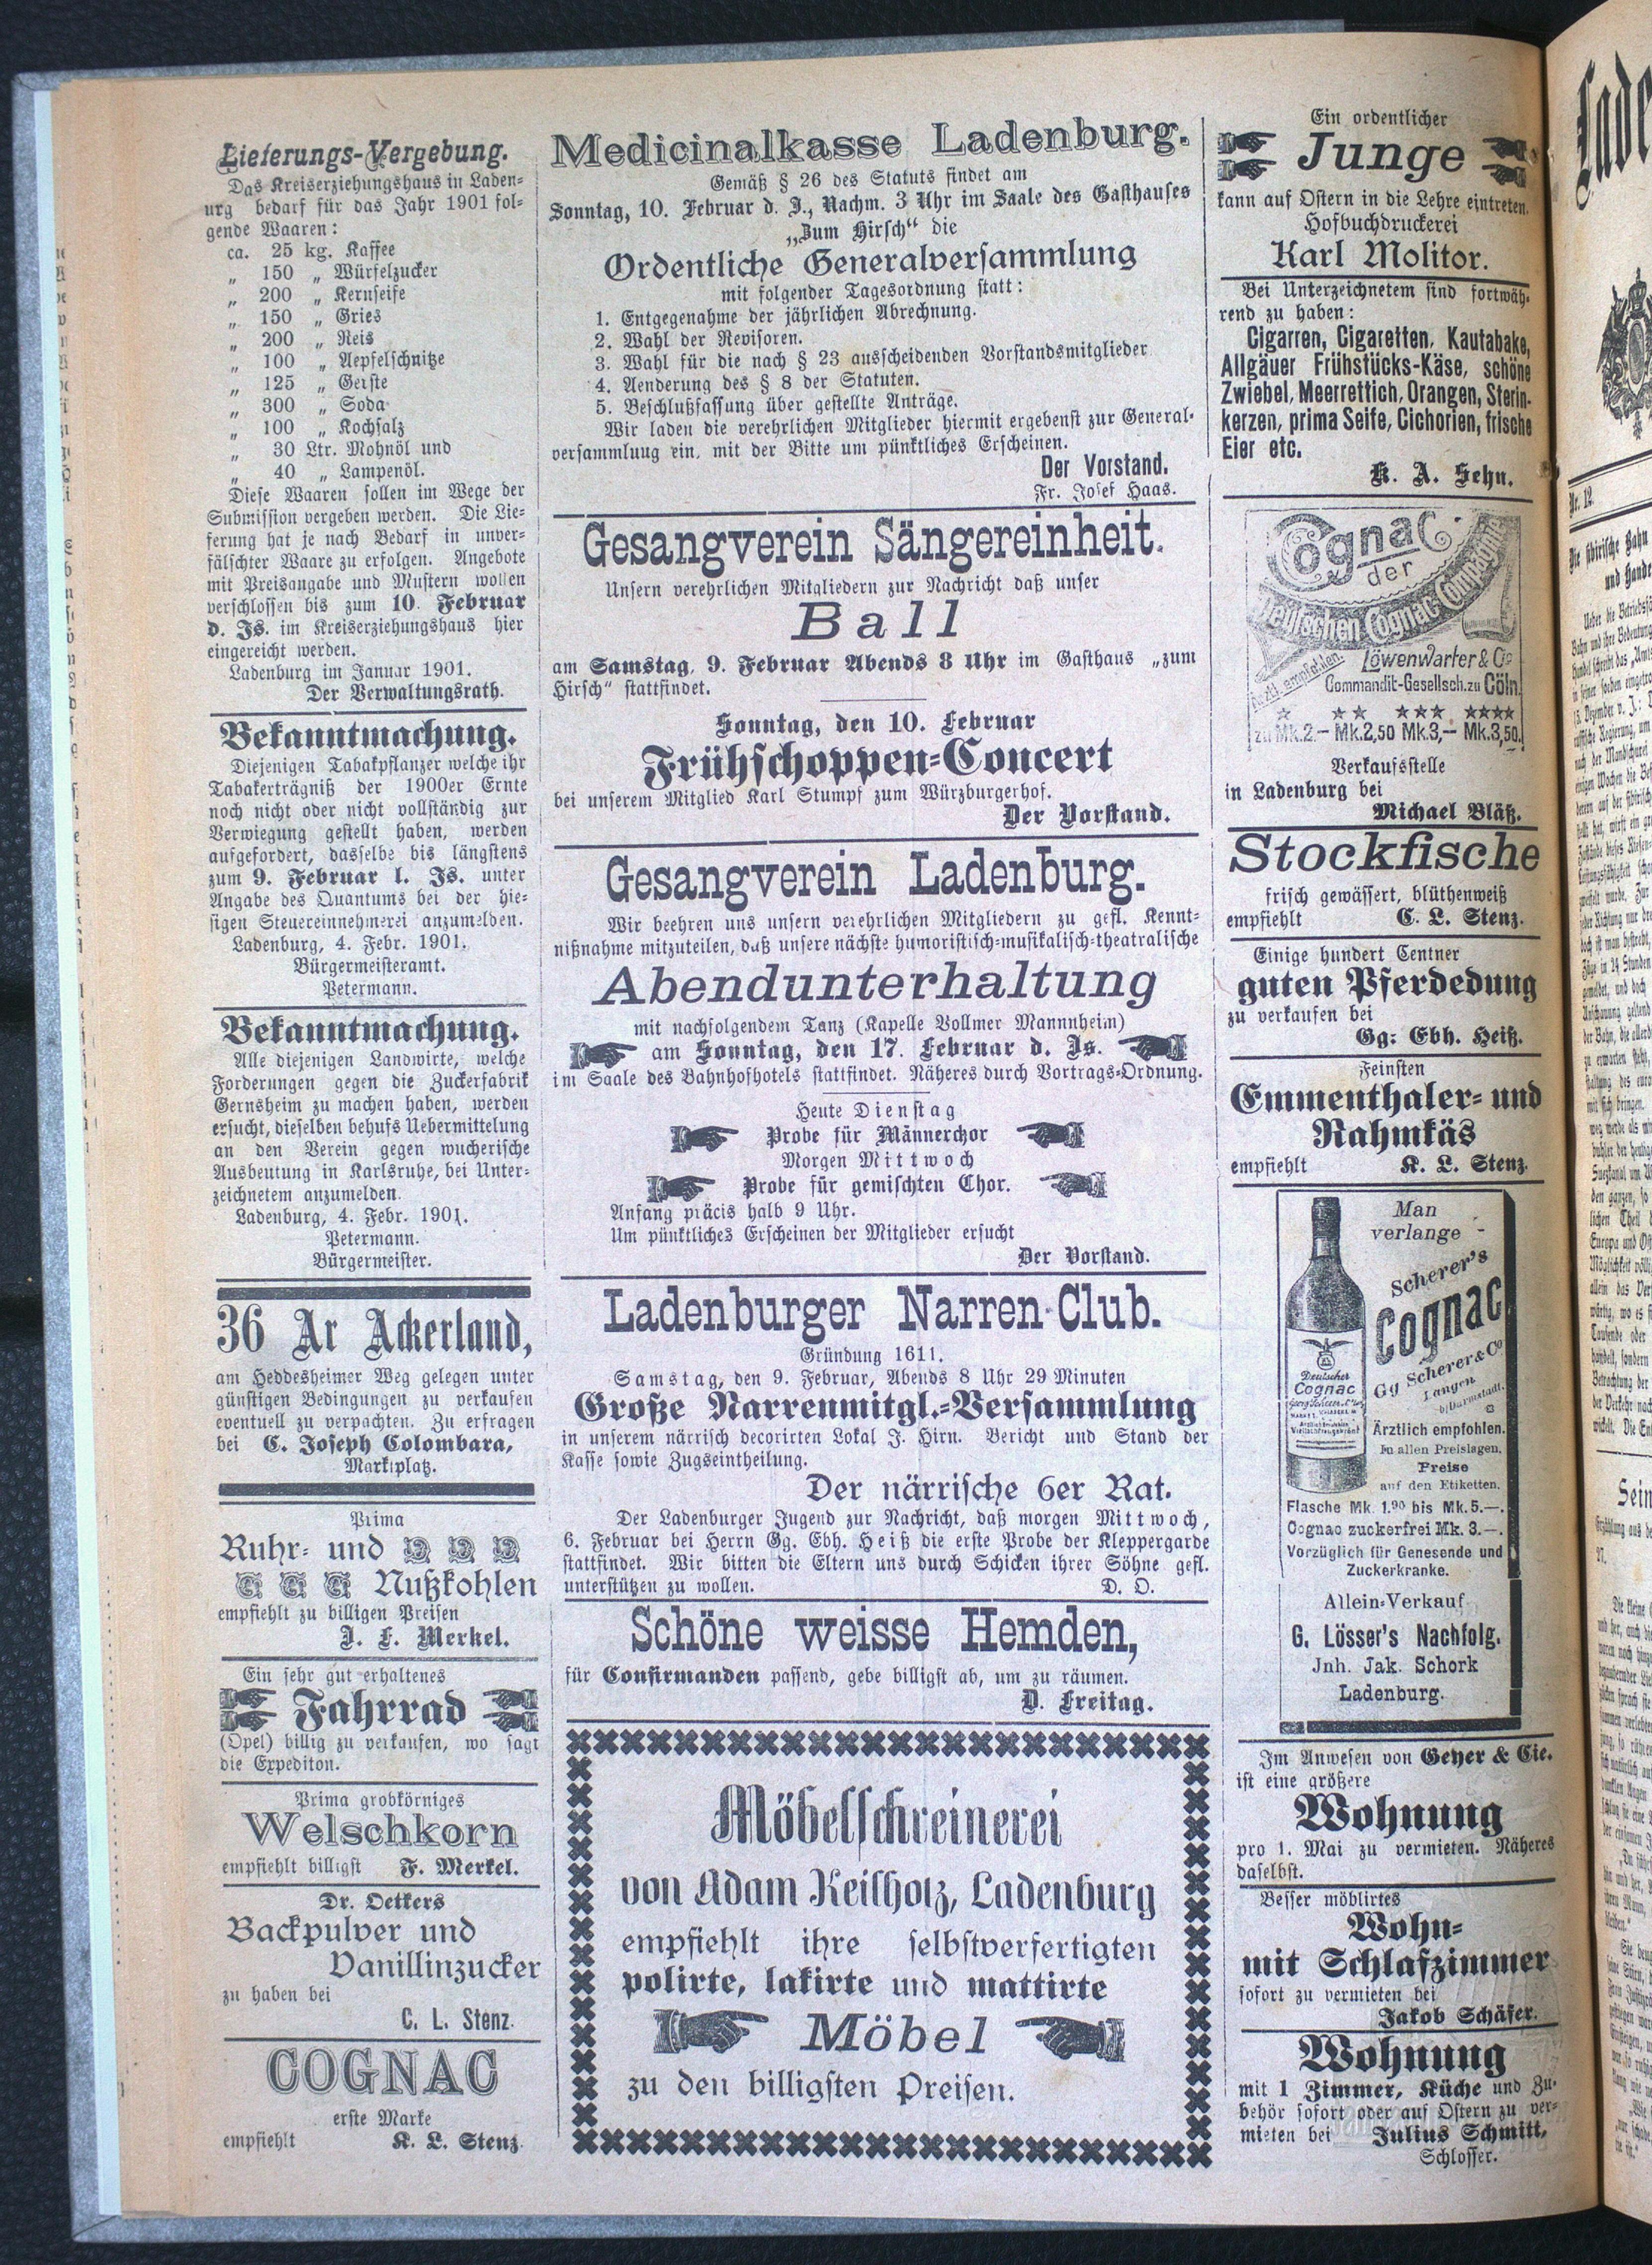 Lieferungs-Vergebung.
Das Kreiserziehungshaus in Laden-
urg bedarf für das Jahr 1901 fol-
gende Waaren:
ca. 25 kg. Kaffee
„ 150 „ Würfelzucker
„ 200 „ Kernseife
„ 150 „ Gries
„ 200 „ Reis
„ 100 „ Aepfelschnitze
„ 125 „ Gerste
„ 300 „ Soda
„ 100 „ Kochsalz
„ 30 Ltr. Mohnöl und
„ 40 „ Lampenöl.
Diese Waaren sollen im Wege der
Submission vergeben werden. Die Lie-
ferung hat je nach Bedarf in unver-
fälschter Waare zu erfolgen. Angebote
mit Preisangabe und Mustern wollen
verschlossen bis zum 10. Februar
d. Js. im Kreiserziehungshaus hier
eingereicht werden.
Ladenburg im Januar 1901.
Der Verwaltungsrath.
Bekanntmachung.
Diejenigen Tabakpflanzer welche ihr
Tabakerträgniß der 1900er Ernte
noch nicht oder nicht vollständig zur
Verwiegung gestellt haben, werden
aufgefordert, dasselbe bis längstens
zum 9. Februar l. Js. unter
Angabe des Quantums bei der hie-
sigen Steuereinnehmerei anzumelden.
Ladenburg, 4. Febr. 1901.
Bürgermeisteramt.
Petermann.
Bekanntmachung.
Alle diejenigen Landwirte, welche
Forderungen gegen die Zuckerfabrik
Gernsheim zu machen haben, werden
ersucht, dieselben behufs Uebermittelung
an den Verein gegen wucherische
Ausbeutung in Karlsruhe, bei Unter-
zeichnetem anzumelden.
Ladenburg, 4. Febr. 1901.
Petermann.
Bürgermeister.
36 Ar Ackerland,
am Heddesheimer Weg gelegen unter
günstigen Bedingungen zu verkaufen
eventuell zu verpachten. Zu erfragen
bei C. Joseph Colombara,
Marktplatz.
Prima
Ruhr- und
Nußkohlen
empfiehlt zu billigen Preisen
J. F. Merkel.
Ein sehr gut erhaltenes
Fahrrad
(Opel) billig zu verkaufen, wo sagt
die Expediton.
Prima grobkörniges
Welschkorn
empfiehlt billigst F. Merkel.
Dr. Oetkers
Backpulver und
Vanillinzucker
zu haben bei
C. L. Stenz.
COGNAC
erste Marke
empfiehlt K. L. Stenz.
Medicinalkasse Ladenburg.
Gemäß § 26 des Statuts findet am
Sonntag, 10. Februar d. J., Nachm. 3 Uhr im Saale des Gasthauses
„Zum Hirsch“ die
Ordentliche Generalversammlung
mit folgender Tagesordnung statt:
1. Entgegenahme der jährlichen Abrechnung.
2. Wahl der Revisoren.
3. Wahl für die nach § 23 ausscheidenden Vorstandsmitglieder
4. Aenderung des § 8 der Statuten.
5. Beschlußfassung über gestellte Anträge.
Wir laden die verehrlichen Mitglieder hiermit ergebenst zur General-
versammluug ein, mit der Bitte um pünktliches Erscheinen.
Der Vorstand.
Fr. Josef Haas.
Gesangverein Sängereinheit.
Unsern verehrlichen Mitgliedern zur Nachricht daß unser
Ball
am Samstag, 9. Februar Abends 8 Uhr im Gasthaus „zum
Hirsch“ stattfindet.
Sonntag, den 10. Februar
Frühschoppen-Concert
bei unserem Mitglied Karl Stumpf zum Würzburgerhof.
Der Vorstand.
Gesangverein Ladenburg.
Wir beehren uns unsern verehrlichen Mitgliedern zu gefl. Kennt-
nißnahme mitzuteilen, daß unsere nächste humoristisch-musikalisch-theatralische
Abendunterhaltung
mit nachfolgendem Tanz (Kapelle Vollmer Mannnheim)
am Sonntag, den 17. Februar d. Js.
im Saale des Bahnhofhotels stattfindet. Näheres durch Vortrags-Ordnung.
Heute Dienstag
Probe für Männerchor
Morgen Mittwoch
Probe für gemischten Chor.
Anfang präcis halb 9 Uhr.
Um pünktliches Erscheinen der Mitglieder ersucht
Der Vorstand.
Ladenburger Narren-Club.
Gründung 1611.
Samstag, den 9. Februar, Abends 8 Uhr 29 Minuten
Große Narrenmitgl.-Versammlung
in unserem närrisch decorirten Lokal J. Hirn. Bericht und Stand der
Kasse sowie Zugseintheilung.
Der närrische 6er Rat.
Der Ladenburger Jugend zur Nachricht, daß morgen Mittwoch,
6. Februar bei Herrn Gg. Ebh. Heiß die erste Probe der Kleppergarde
stattfindet. Wir bitten die Eltern uns durch Schicken ihrer Söhne gefl.
unterstützen zu wollen. D. O.
Schöne weisse Hemden,
für Confirmanden passend, gebe billigst ab, um zu räumen.
D. Freitag.
Möbelschreinerei
von Adam Keilholz, Ladenburg
empfiehlt ihre selbstverfertigten
polirte, lakirte und mattirte
Möbel
zu den billigsten Preisen.
Ein ordentlicher
Junge
kann auf Ostern in die Lehre eintreten.
Hofbuchdruckerei
Karl Molitor.
Bei Unterzeichnetem sind fortwäh-
rend zu haben:
Cigarren, Cigaretten, Kautabake,
Allgäuer Frühstücks-Käse, schöne
Zwiebel, Meerrettich, Orangen, Sterin-
kerzen, prima Seife, Cichorien, frische
Eier etc.
K. A. Sehn.
Cognac
der
Deutschen Cognac-Compagnie
Ärztl. empfohlen.
Löwenwarter & Cie
Commandit-Gesellsch. zu Cöln.
★ ★★ ★★★ ★★★★
zu Mk.2.– Mk.2,50 Mk.3,– Mk.3,50.
Verkaufsstelle
in Ladenburg bei
Michael Bläß.
Stockfische
frisch gewässert, blüthenweiß
empfiehlt C. L. Stenz.
Einige hundert Centner
guten Pferdedung
zu verkaufen bei
Gg. Ebh. Heiß.
Feinsten
Emmenthaler- und
Rahmkäs
empfiehlt K. L. Stenz.
Man
verlange
Scherer's
Cognac
Gg Scherer & Co
Langen
b/Darmstadt.
Deutscher
Cognac
Ärztlich empfohlen.
In allen Preislagen.
Preise
auf den Etiketten.
Flasche Mk. 1.90 bis Mk. 5.—.
Cognac zuckerfrei Mk. 3.—.
Vorzüglich für Genesende und
Zuckerkranke.
Allein-Verkauf
G. Lösser's Nachfolg.
Jnh. Jak. Schork
Ladenburg.
Im Anwesen von Geyer & Cie.
ist eine größere
Wohnung
pro 1. Mai zu vermieten. Näheres
daselbst.
Besser möblirtes
Wohn-
mit Schlafzimmer
sofort zu vermieten bei
Jakob Schäfer.
Wohnung
mit 1 Zimmer, Küche und Zu-
behör sofort oder auf Ostern zu ver-
mieten bei Julius Schmitt,
Schlosser.
Lade
Nr. 12